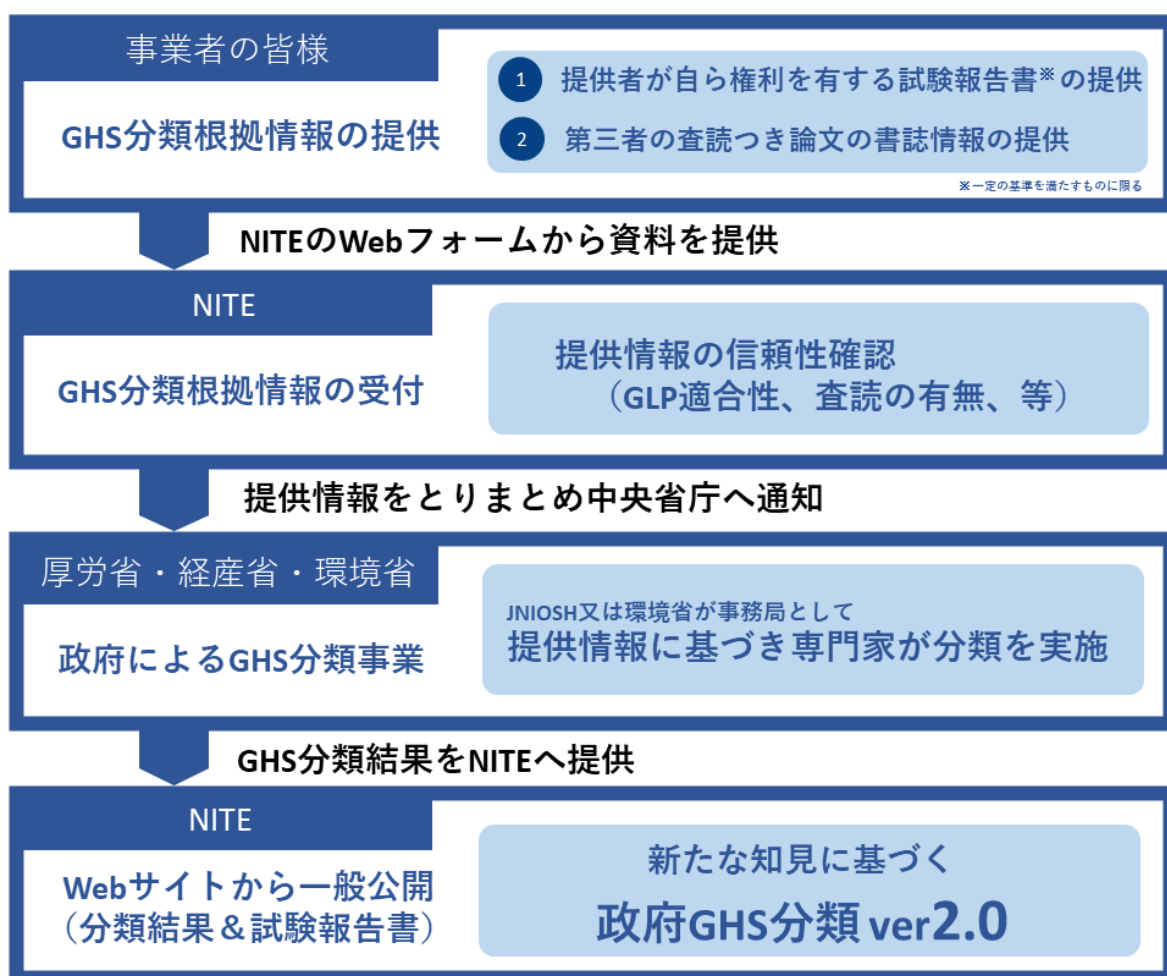 事業者の皆様
GHS分類根拠情報の提供
1 提供者が自ら権利を有する試験報告書※の提供
2 第三者の査読つき論文の書誌情報の提供
※一定の基準を満たすものに限る
NITEのWebフォームから資料を提供
NITE
GHS分類根拠情報の受付
提供情報の信頼性確認
（GLP適合性、査読の有無、等）
提供情報をとりまとめ中央省庁へ通知
厚労省・経産省・環境省
政府によるGHS分類事業
JNIOSH又は環境省が事務局として
提供情報に基づき専門家が分類を実施
GHS分類結果をNITEへ提供
NITE
Webサイトから一般公開
（分類結果＆試験報告書）
新たな知見に基づく
政府GHS分類 ver2.0